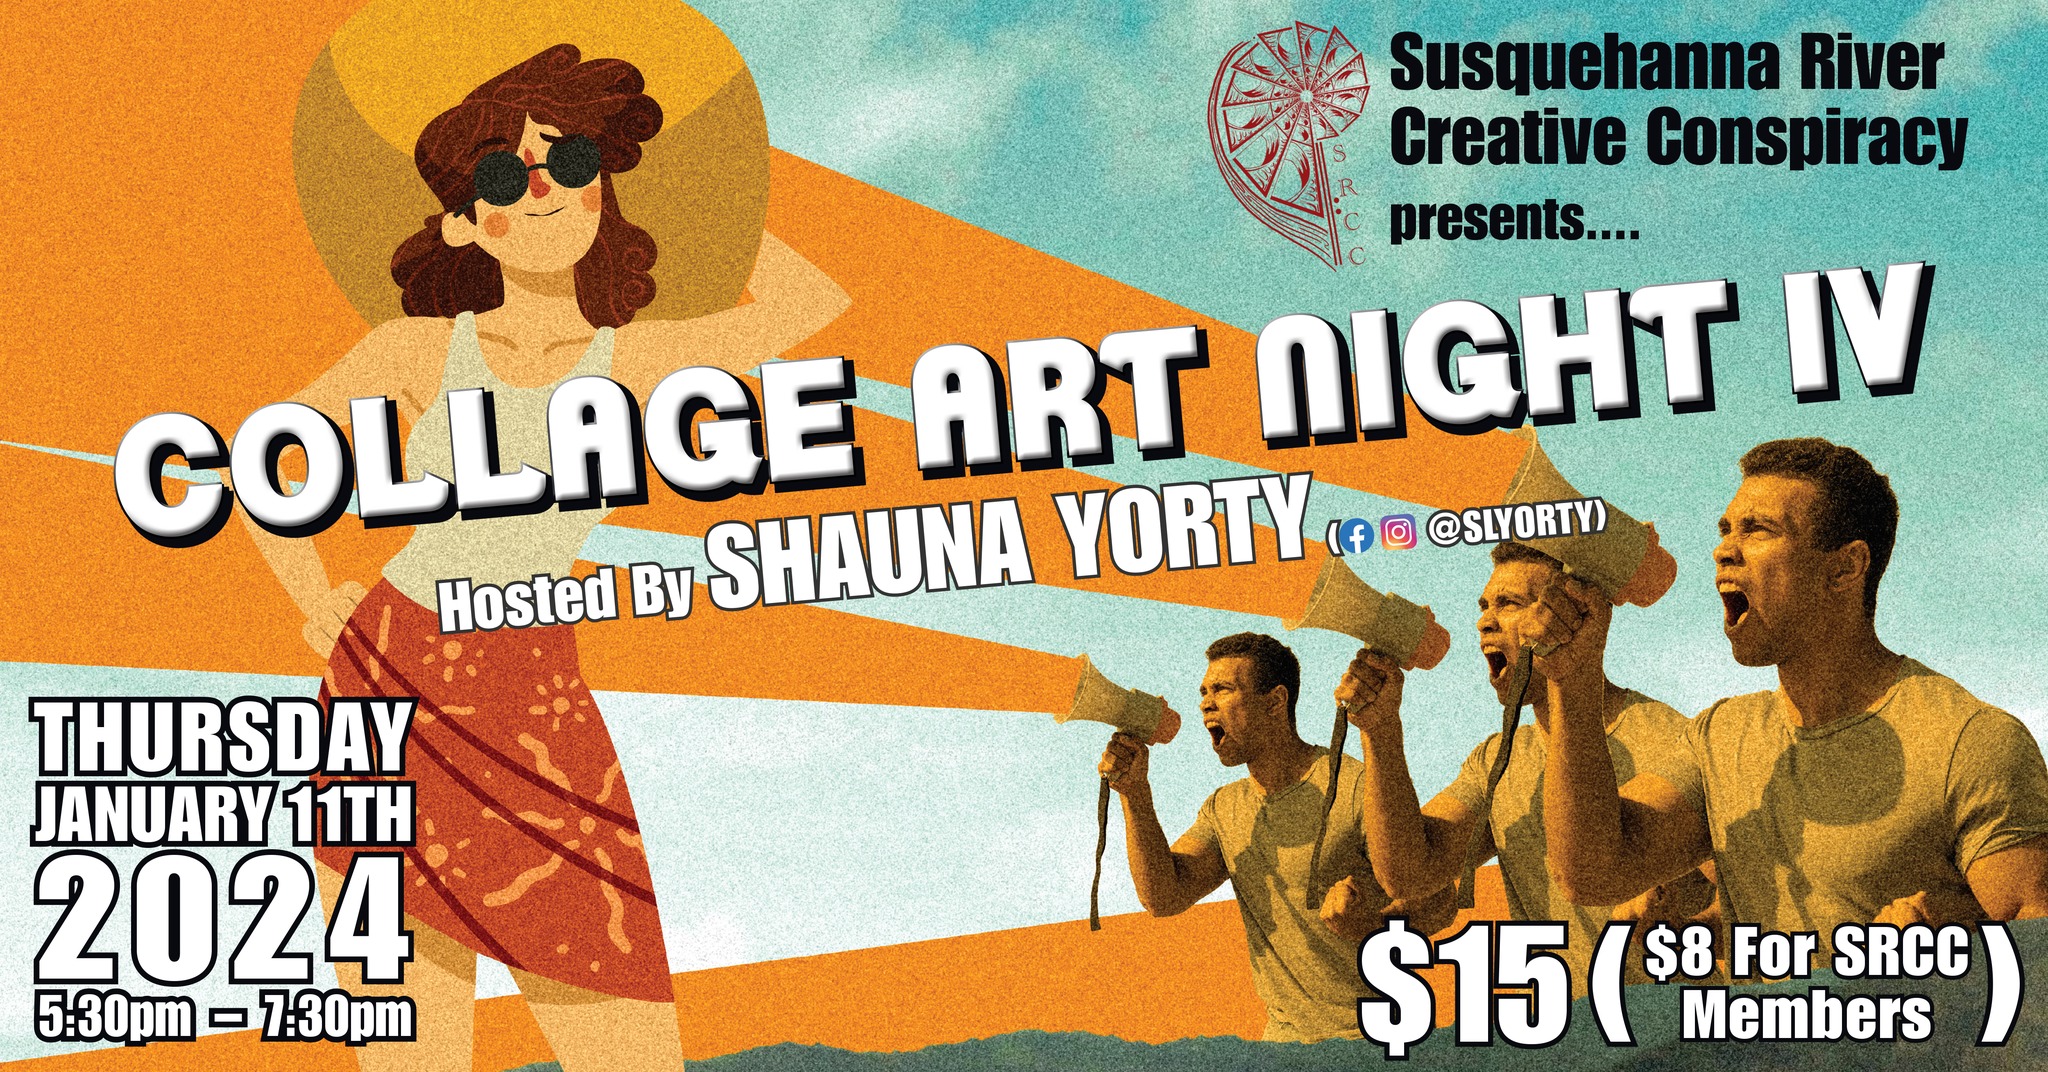 Susquehanna River
Creative Conspiracy
presents....
S
R
C
C
COLLAGE ART NIGHT IV
Hosted By SHAUNA YORTY (@SLYORTY)
THURSDAY
JANUARY 11TH
2024
5:30pm – 7:30pm
$15 ( $8 For SRCC
Members )